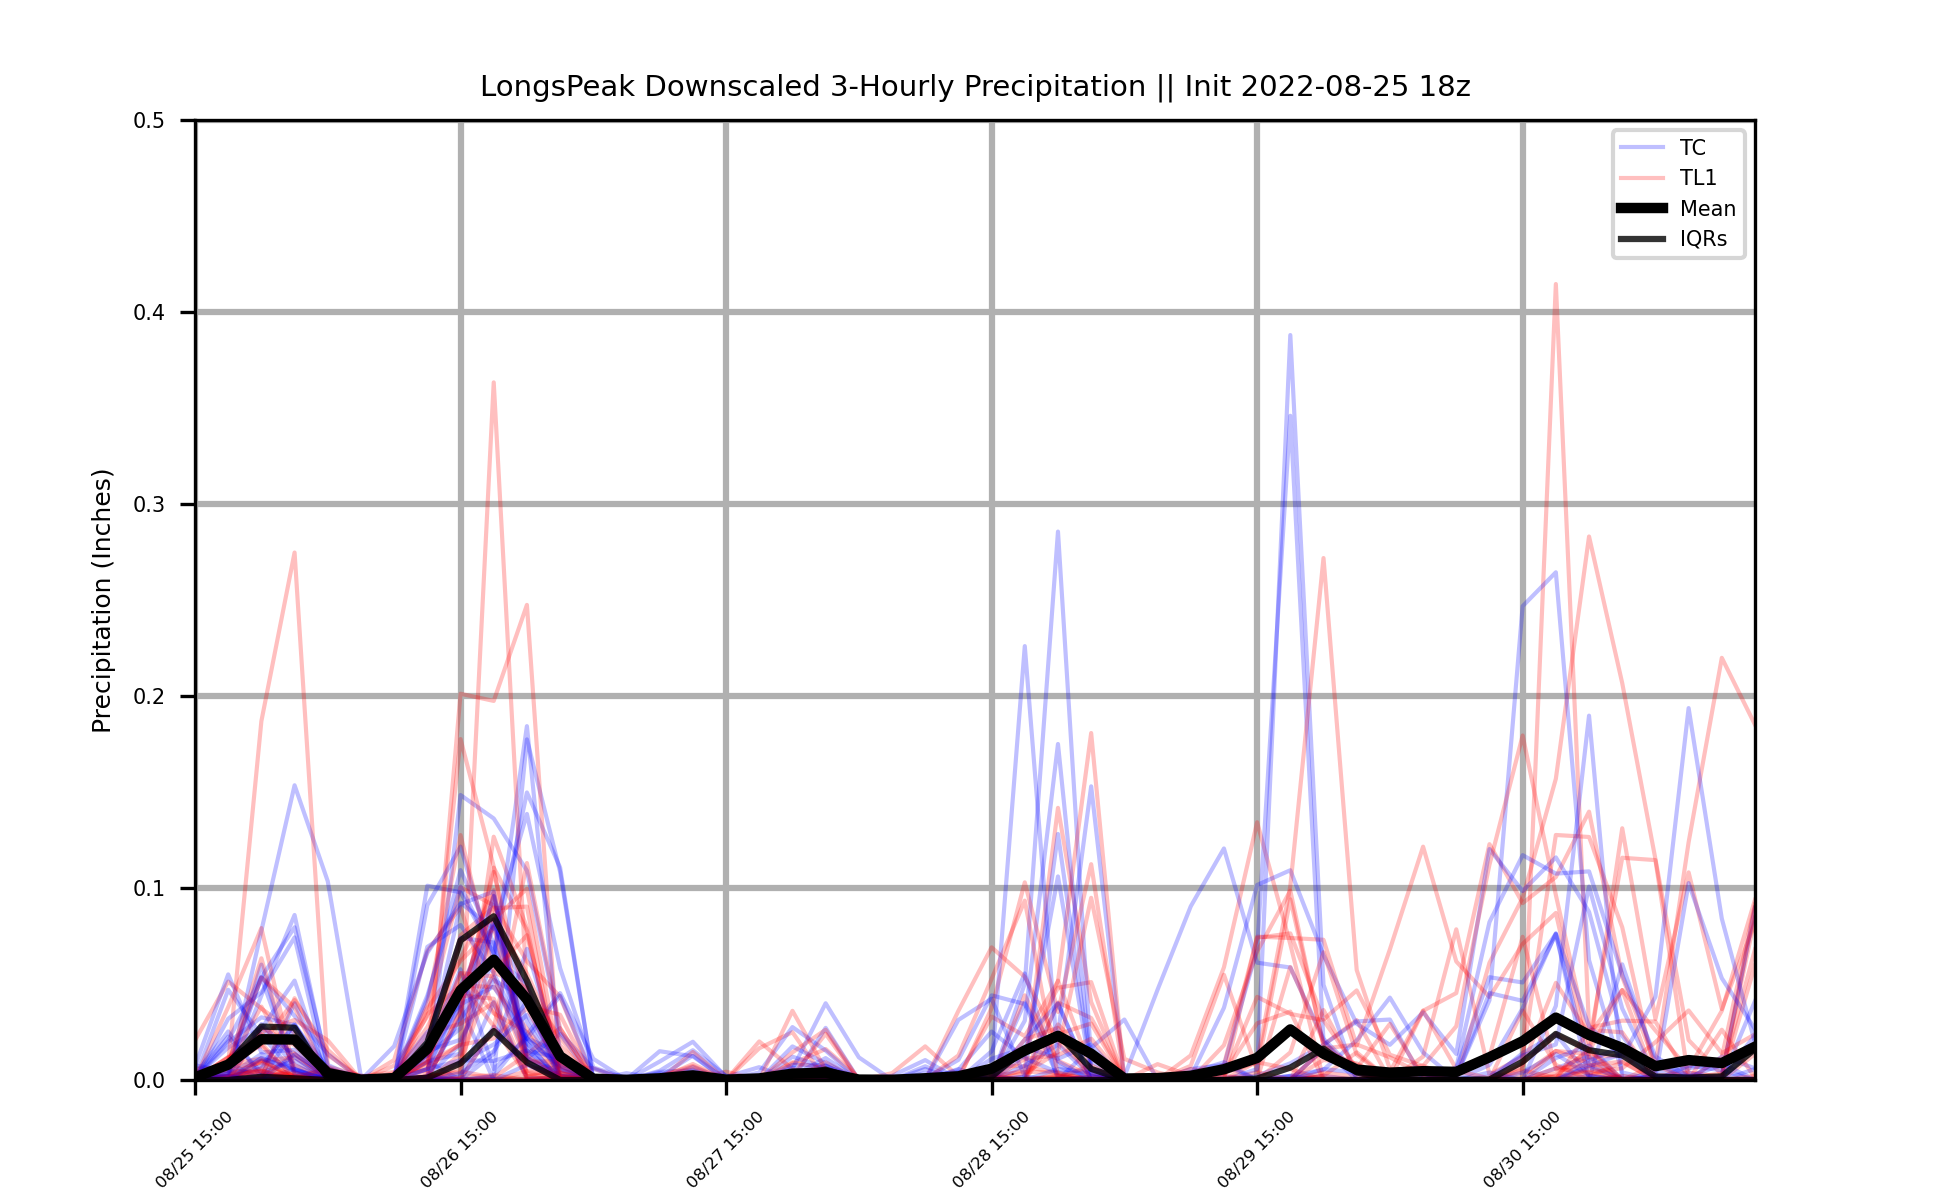 LongsPeak Downscaled 3-Hourly Precipitation || Init 2022-08-25 18z
Precipitation (Inches)
0.5
0.4
0.3
0.2
0.1
0.0
TC
TL1
Mean
IQRs
08/25 15:00
08/26 15:00
08/27 15:00
08/28 15:00
08/29 15:00
08/30 15:00